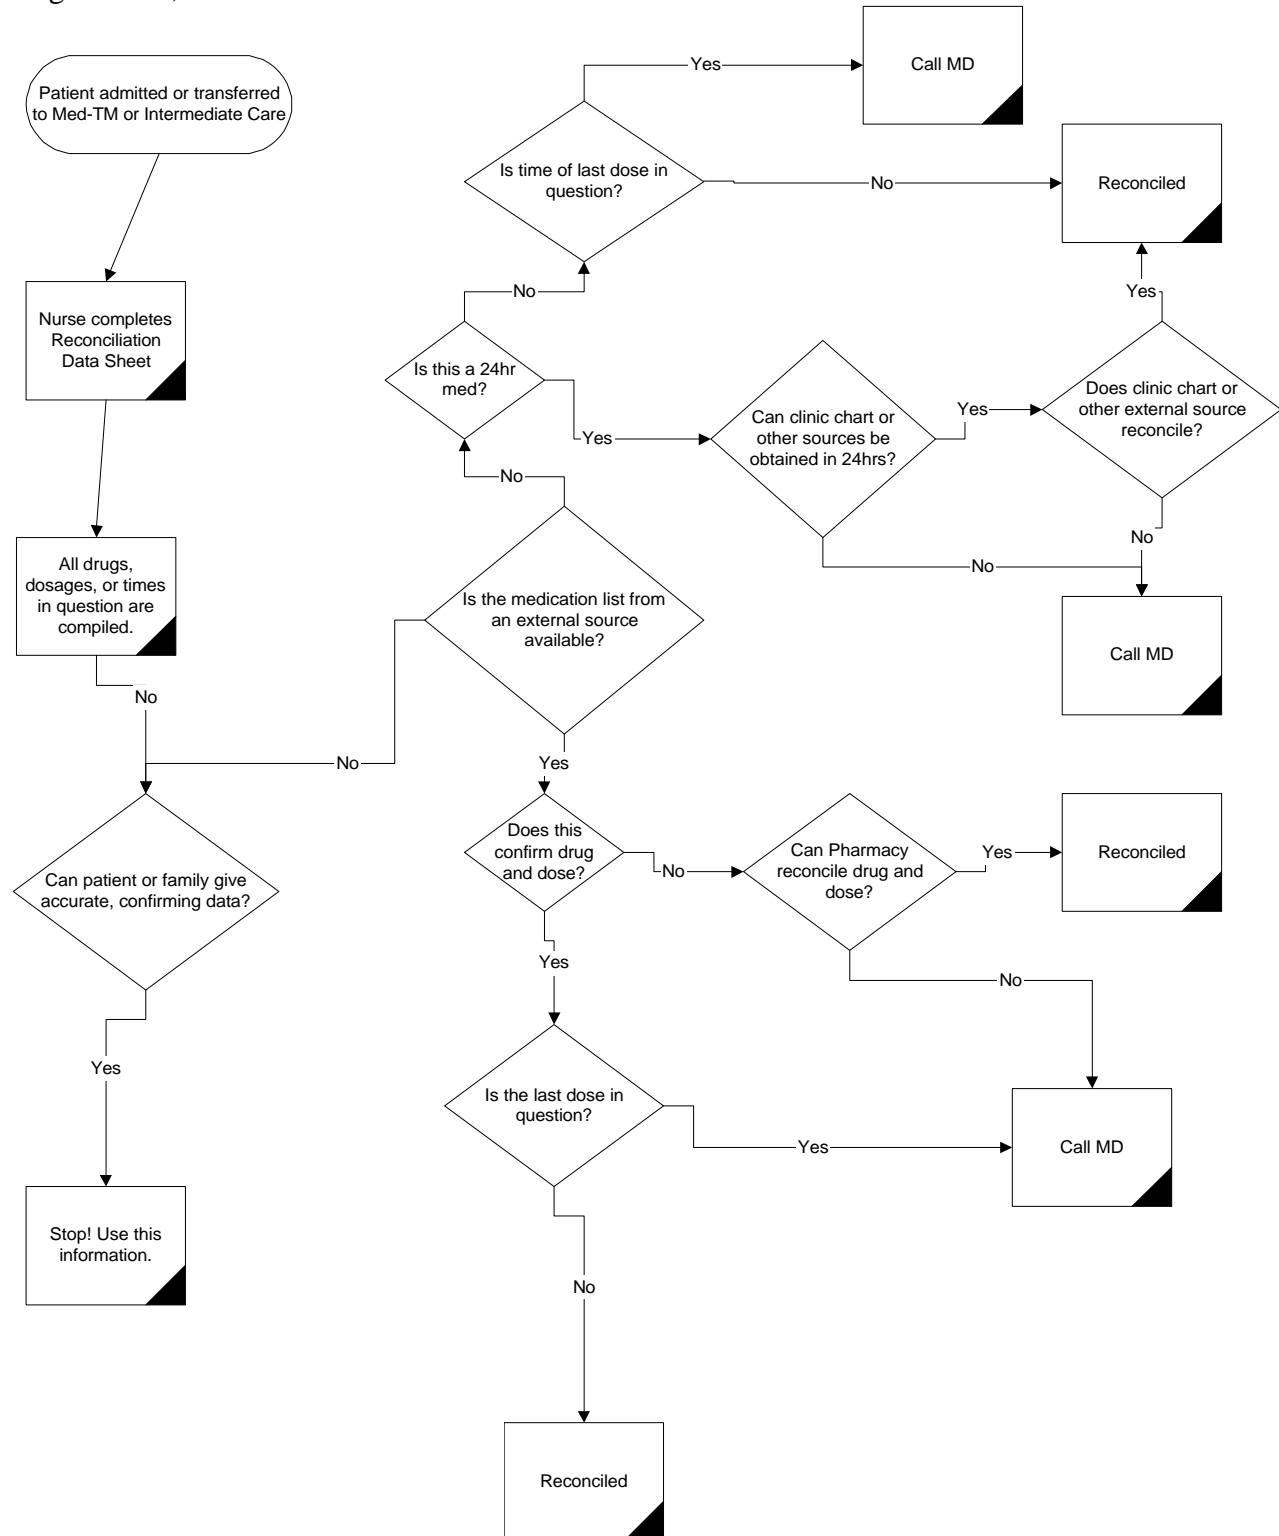 Patient admitted or transferred
to Med-TM or Intermediate Care
Nurse completes
Reconciliation
Data Sheet
All drugs,
dosages, or times
in question are
compiled.
No
Can patient or family give
accurate, confirming data?
Yes
Stop! Use this
information.
No
Is the medication list from
an external source
available?
No
Is this a 24hr
med?
No
Is time of last dose in
question?
Yes
Call MD
No
Reconciled
Yes
Can clinic chart or
other sources be
obtained in 24hrs?
Yes
Does clinic chart or
other external source
reconcile?
Yes
No
No
Call MD
Yes
Does this
confirm drug
and dose?
No
Can Pharmacy
reconcile drug and
dose?
Yes
Reconciled
No
Yes
Is the last dose in
question?
Yes
Call MD
No
Reconciled